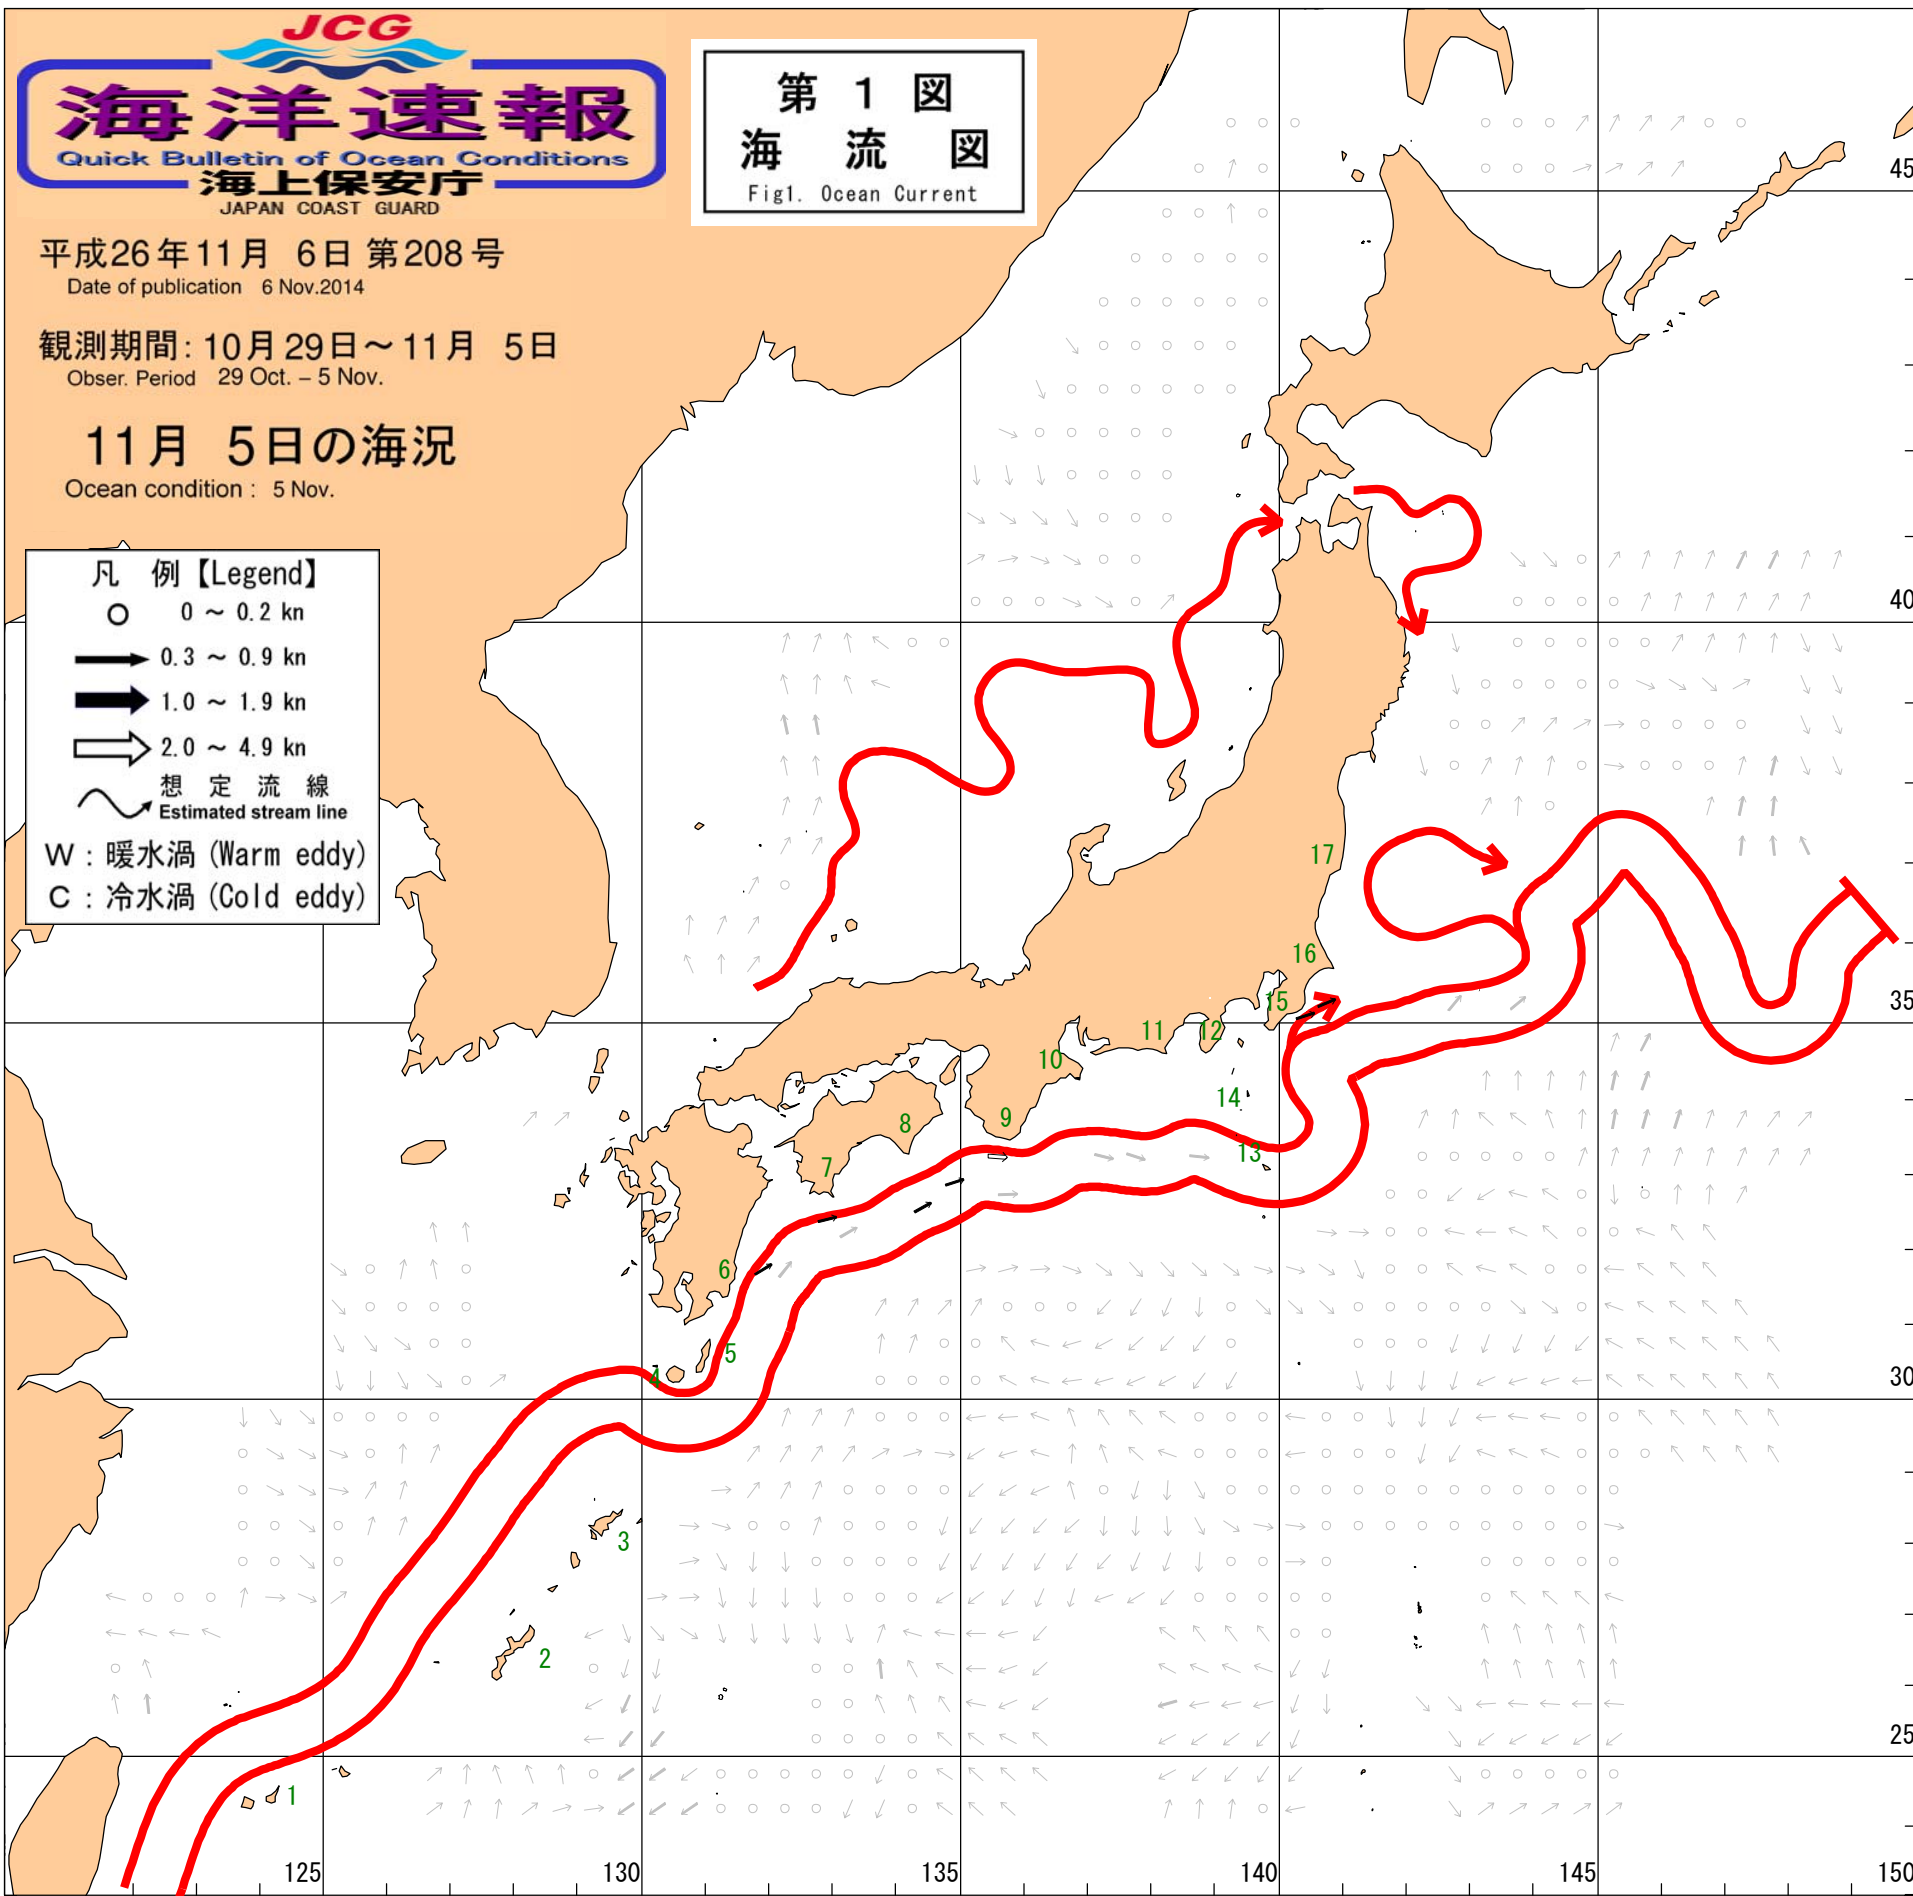 JCG
海洋速報
Quick Bulletin of Ocean Conditions
海上保安庁
JAPAN COAST GUARD
第 1 図
海 流 図
Fig1. Ocean Current
平成26年11月 6日 第208号
Date of publication 6 Nov.2014
観測期間: 10月29日～11月 5日
Obser. Period 29 Oct. – 5 Nov.
11月 5日の海況
Ocean condition : 5 Nov.
凡 例【Legend】
0 ～ 0.2 kn
0.3 ～ 0.9 kn
1.0 ～ 1.9 kn
2.0 ～ 4.9 kn
想 定 流 線
Estimated stream line
W : 暖水渦 (Warm eddy)
C : 冷水渦 (Cold eddy)
45
40
35
30
25
17
16
15
12
11
10
14
13
9
8
7
6
5
4
3
2
1
125
130
135
140
145
150